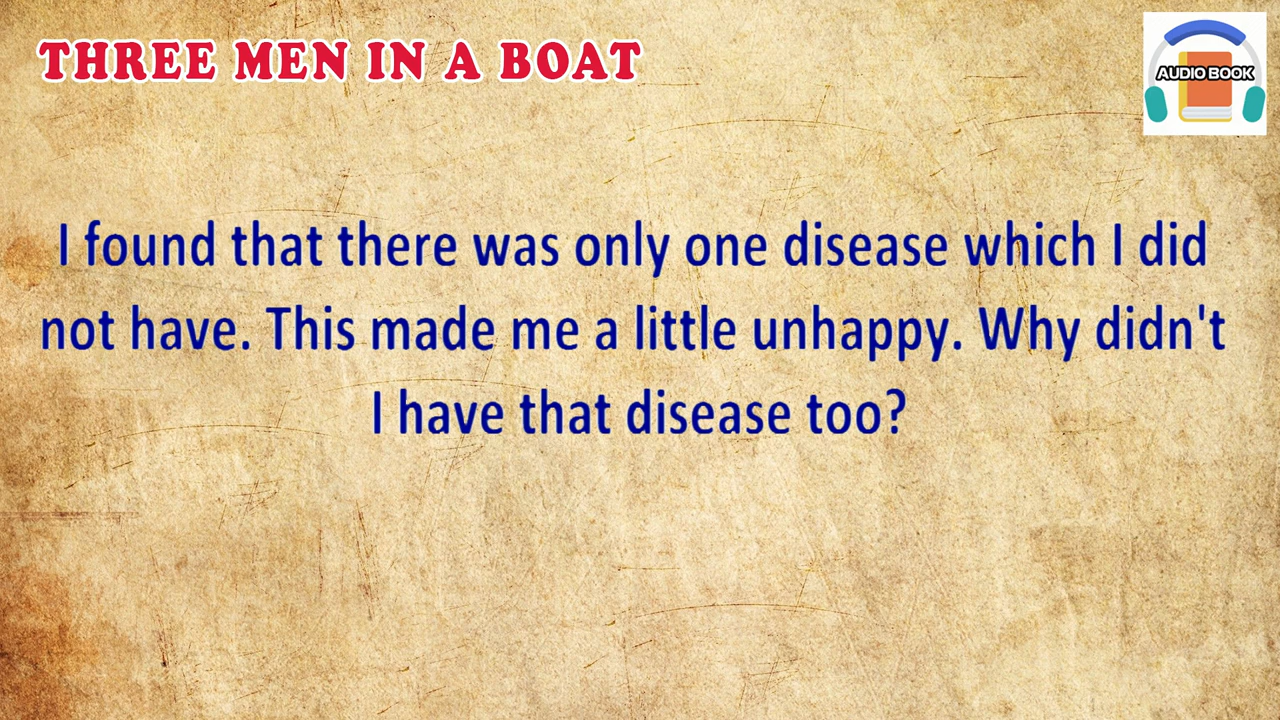 THREE MEN IN A BOAT
AUDIO BOOK
I found that there was only one disease which I did
not have. This made me a little unhappy. Why didn't
I have that disease too?